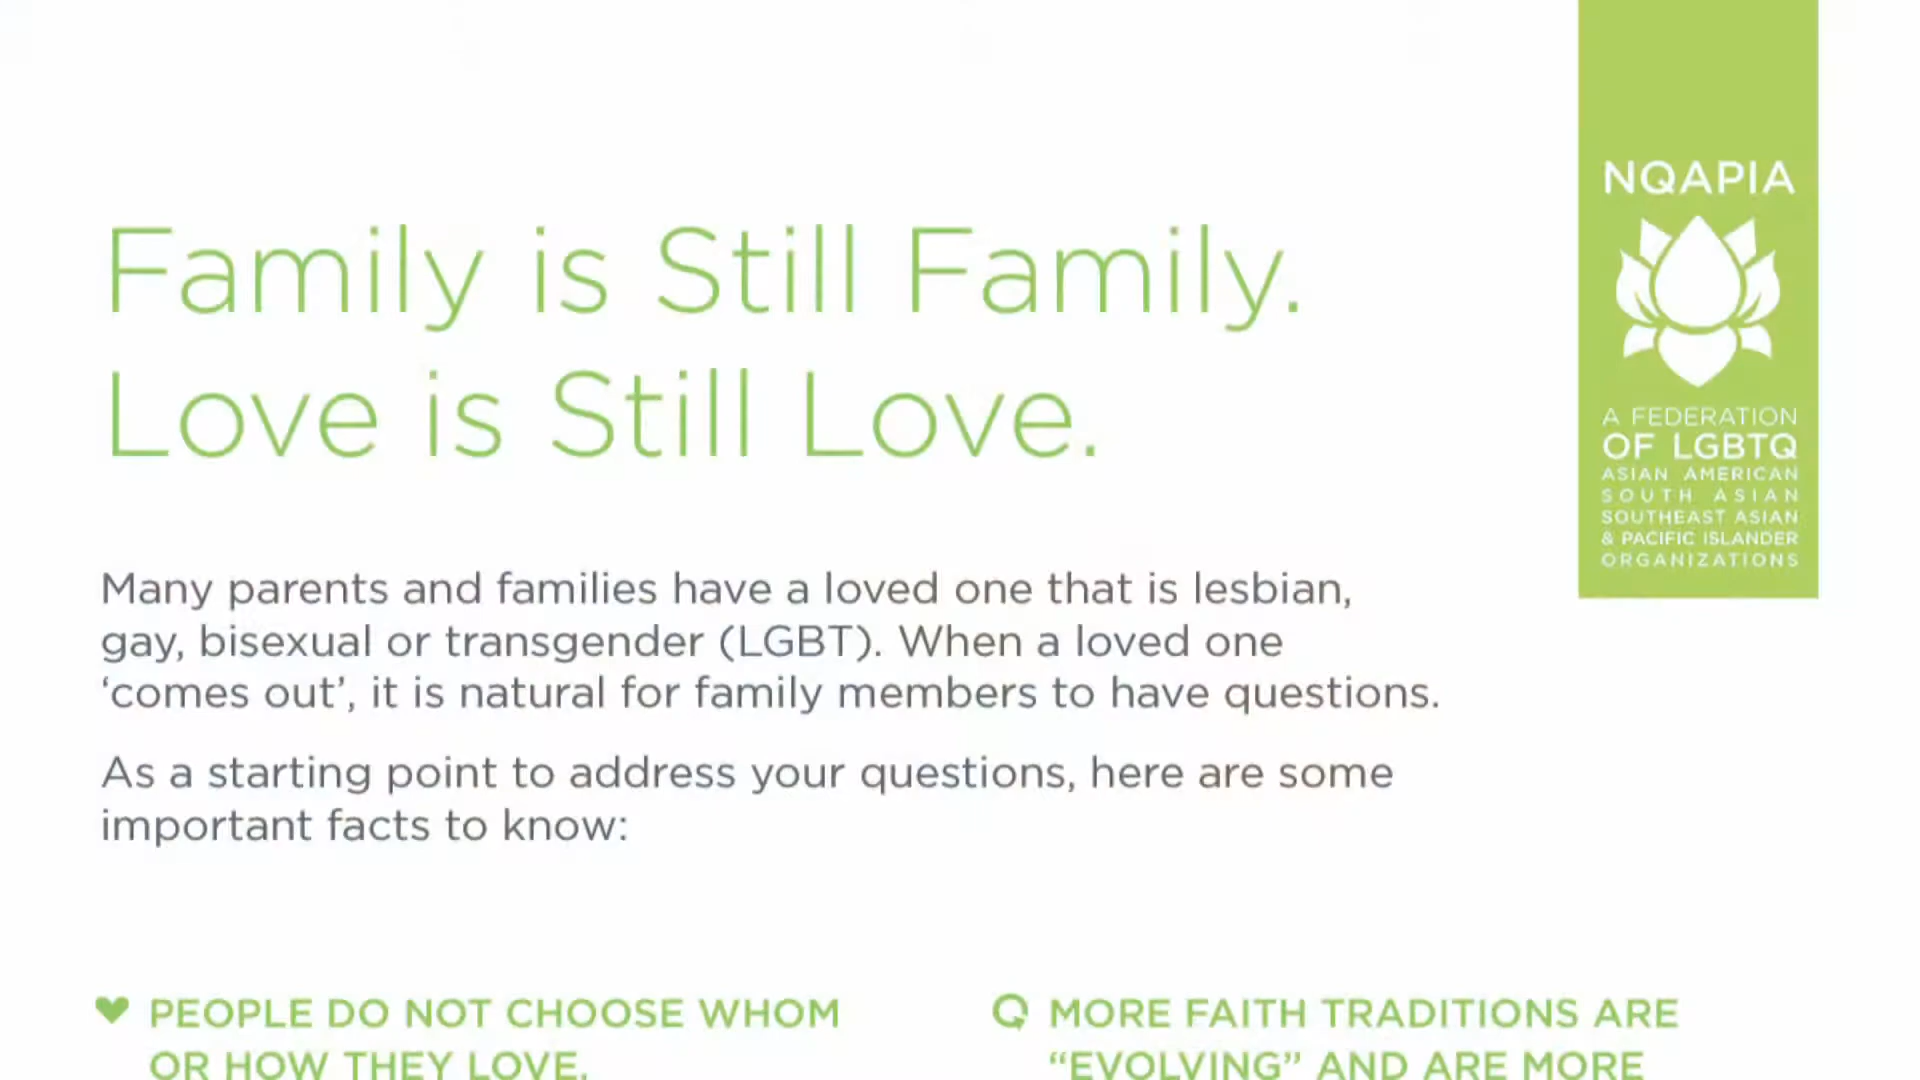 NQAPIA
A FEDERATION
OF LGBTQ
ASIAN AMERICAN
SOUTH ASIAN
SOUTHEAST ASIAN
& PACIFIC ISLANDER
ORGANIZATIONS
Family is Still Family.
Love is Still Love.
Many parents and families have a loved one that is lesbian,
gay, bisexual or transgender (LGBT). When a loved one
‘comes out’, it is natural for family members to have questions.
As a starting point to address your questions, here are some
important facts to know:
PEOPLE DO NOT CHOOSE WHOM
OR HOW THEY LOVE.
MORE FAITH TRADITIONS ARE
“EVOLVING” AND ARE MORE